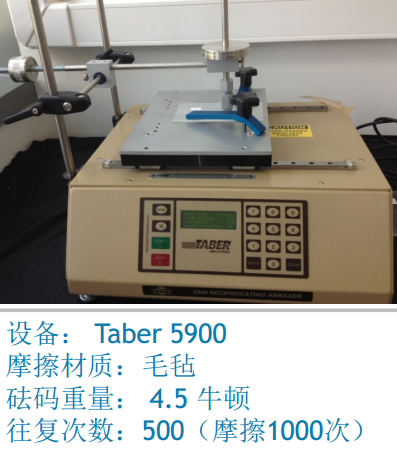 CAUTION
TABER
5900 RECIPROCATING ABRASER
设备： Taber 5900
摩擦材质：毛毡
砝码重量： 4.5 牛顿
往复次数：500（摩擦1000次）